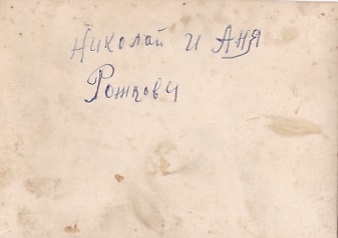 Николай и Аня
Рожковы